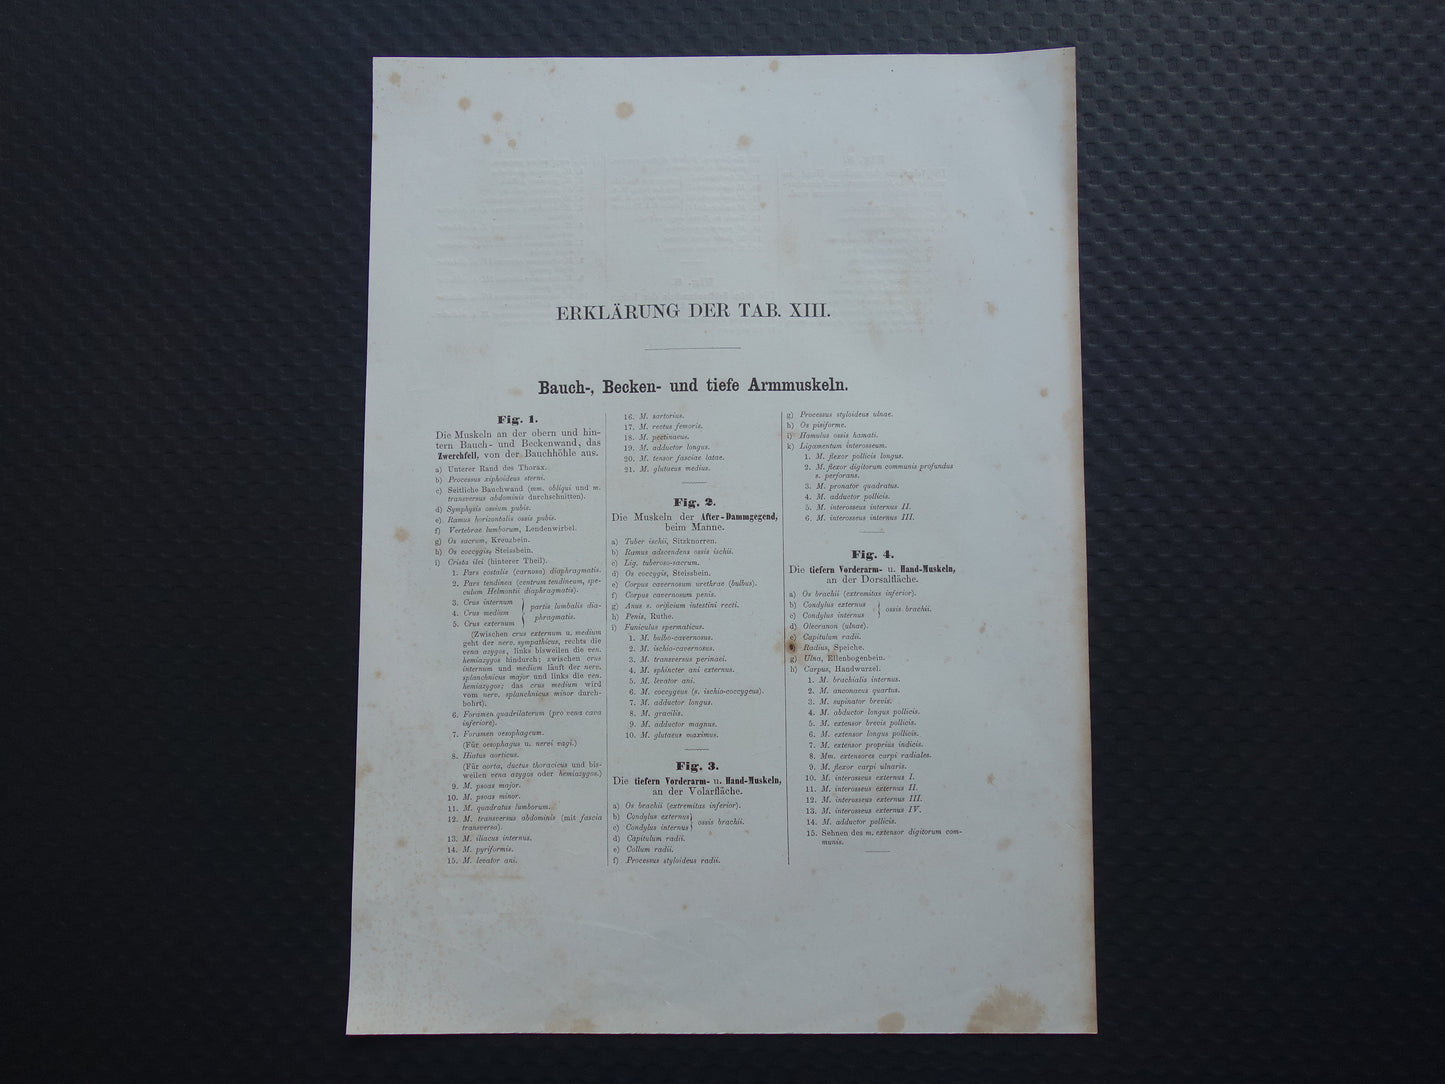 ERKLÄRUNG DER TAB. XIII.
Bauch-, Becken- und tiefe Armmuskeln.
Fig. 1.
Die Muskeln an der obern und hin-
tern Bauch- und Beckenwand, das
Zwerchfell, von der Bauchhöhle aus.
a) Unterer Rand des Thorax.
b) Processus xiphoideus sterni.
c) Seitliche Bauchwand (mm. obliqui und m.
transversus abdominis durchschnitten).
d) Symphysis ossium pubis.
e) Ramus horizontalis ossis pubis.
f) Vertebrae lumborum, Lendenwirbel.
g) Os sacrum, Kreuzbein.
h) Os coccygis, Steissbein.
i) Crista ilei (hinterer Theil).
1. Pars costalis (carnosa) diaphragmatis.
2. Pars tendinea (centrum tendineum, spe-
culum Helmontii diaphragmatis).
3. Crus internum
4. Crus medium
5. Crus externum
partis lumbalis dia-
phragmatis.
(Zwischen crus externum u. medium
geht der nerv. sympathicus, rechts die
vena azygos, links bisweilen die ven.
hemiazygos hindurch; zwischen crus
internum und medium läuft der nerv.
splanchnicus major und links die ven.
hemiazygos; das crus medium wird
vom nerv. splanchnicus minor durch-
bohrt).
6. Foramen quadrilaterum (pro vena cava
inferiore).
7. Foramen oesophageum.
(Für oesophagus u. nervi vagi.)
8. Hiatus aorticus.
(Für aorta, ductus thoracicus und bis-
weilen vena azygos oder hemiazygos.)
9. M. psoas major.
10. M. psoas minor.
11. M. quadratus lumborum.
12. M. transversus abdominis (mit fascia
transversa).
13. M. iliacus internus.
14. M. pyriformis.
15. M. levator ani.
16. M. sartorius.
17. M. rectus femoris.
18. M. pectinaeus.
19. M. adductor longus.
20. M. tensor fasciae latae.
21. M. glutaeus medius.
Fig. 2.
Die Muskeln der After-Dammgegend,
beim Manne.
a) Tuber ischii, Sitzknorren.
b) Ramus adscendens ossis ischii.
c) Lig. tuberoso-sacrum.
d) Os coccygis, Steissbein.
e) Corpus cavernosum urethrae (bulbus).
f) Corpus cavernosum penis.
g) Anus s. orificium intestini recti.
h) Penis, Ruthe.
i) Funiculus spermaticus.
1. M. bulbo-cavernosus.
2. M. ischio-cavernosus.
3. M. transversus perinaei.
4. M. sphincter ani externus.
5. M. levator ani.
6. M. coccygeus (s. ischio-coccygeus).
7. M. adductor longus.
8. M. gracilis.
9. M. adductor magnus.
10. M. glutaeus maximus.
Fig. 3.
Die tiefern Vorderarm- u. Hand-Muskeln,
an der Volarfläche.
a) Os brachii (extremitas inferior).
b) Condylus externus
c) Condylus internus
ossis brachii.
d) Capitulum radii.
e) Collum radii.
f) Processus styloideus radii.
g) Processus styloideus ulnae.
h) Os pisiforme.
i) Hamulus ossis hamati.
k) Ligamentum interosseum.
1. M. flexor pollicis longus.
2. M. flexor digitorum communis profundus
s. perforans.
3. M. pronator quadratus.
4. M. adductor pollicis.
5. M. interosseus internus II.
6. M. interosseus internus III.
Fig. 4.
Die tiefern Vorderarm- u. Hand-Muskeln,
an der Dorsalfläche.
a) Os brachii (extremitas inferior).
b) Condylus externus
c) Condylus internus
ossis brachii.
d) Olecranon (ulnae).
e) Capitulum radii.
Radius, Speiche.
g) Ulna, Ellenbogenbein.
h) Carpus, Handwurzel.
1. M. brachialis internus.
2. M. anconaeus quartus.
3. M. supinator brevis.
4. M. abductor longus pollicis.
5. M. extensor brevis pollicis.
6. M. extensor longus pollicis.
7. M. extensor proprius indicis.
8. Mm. extensores carpi radiales.
9. M. flexor carpi ulnaris.
10. M. interosseus externus I.
11. M. interosseus externus II.
12. M. interosseus externus III.
13. M. interosseus externus IV.
14. M. adductor pollicis.
15. Sehnen des m. extensor digitorum com-
munis.